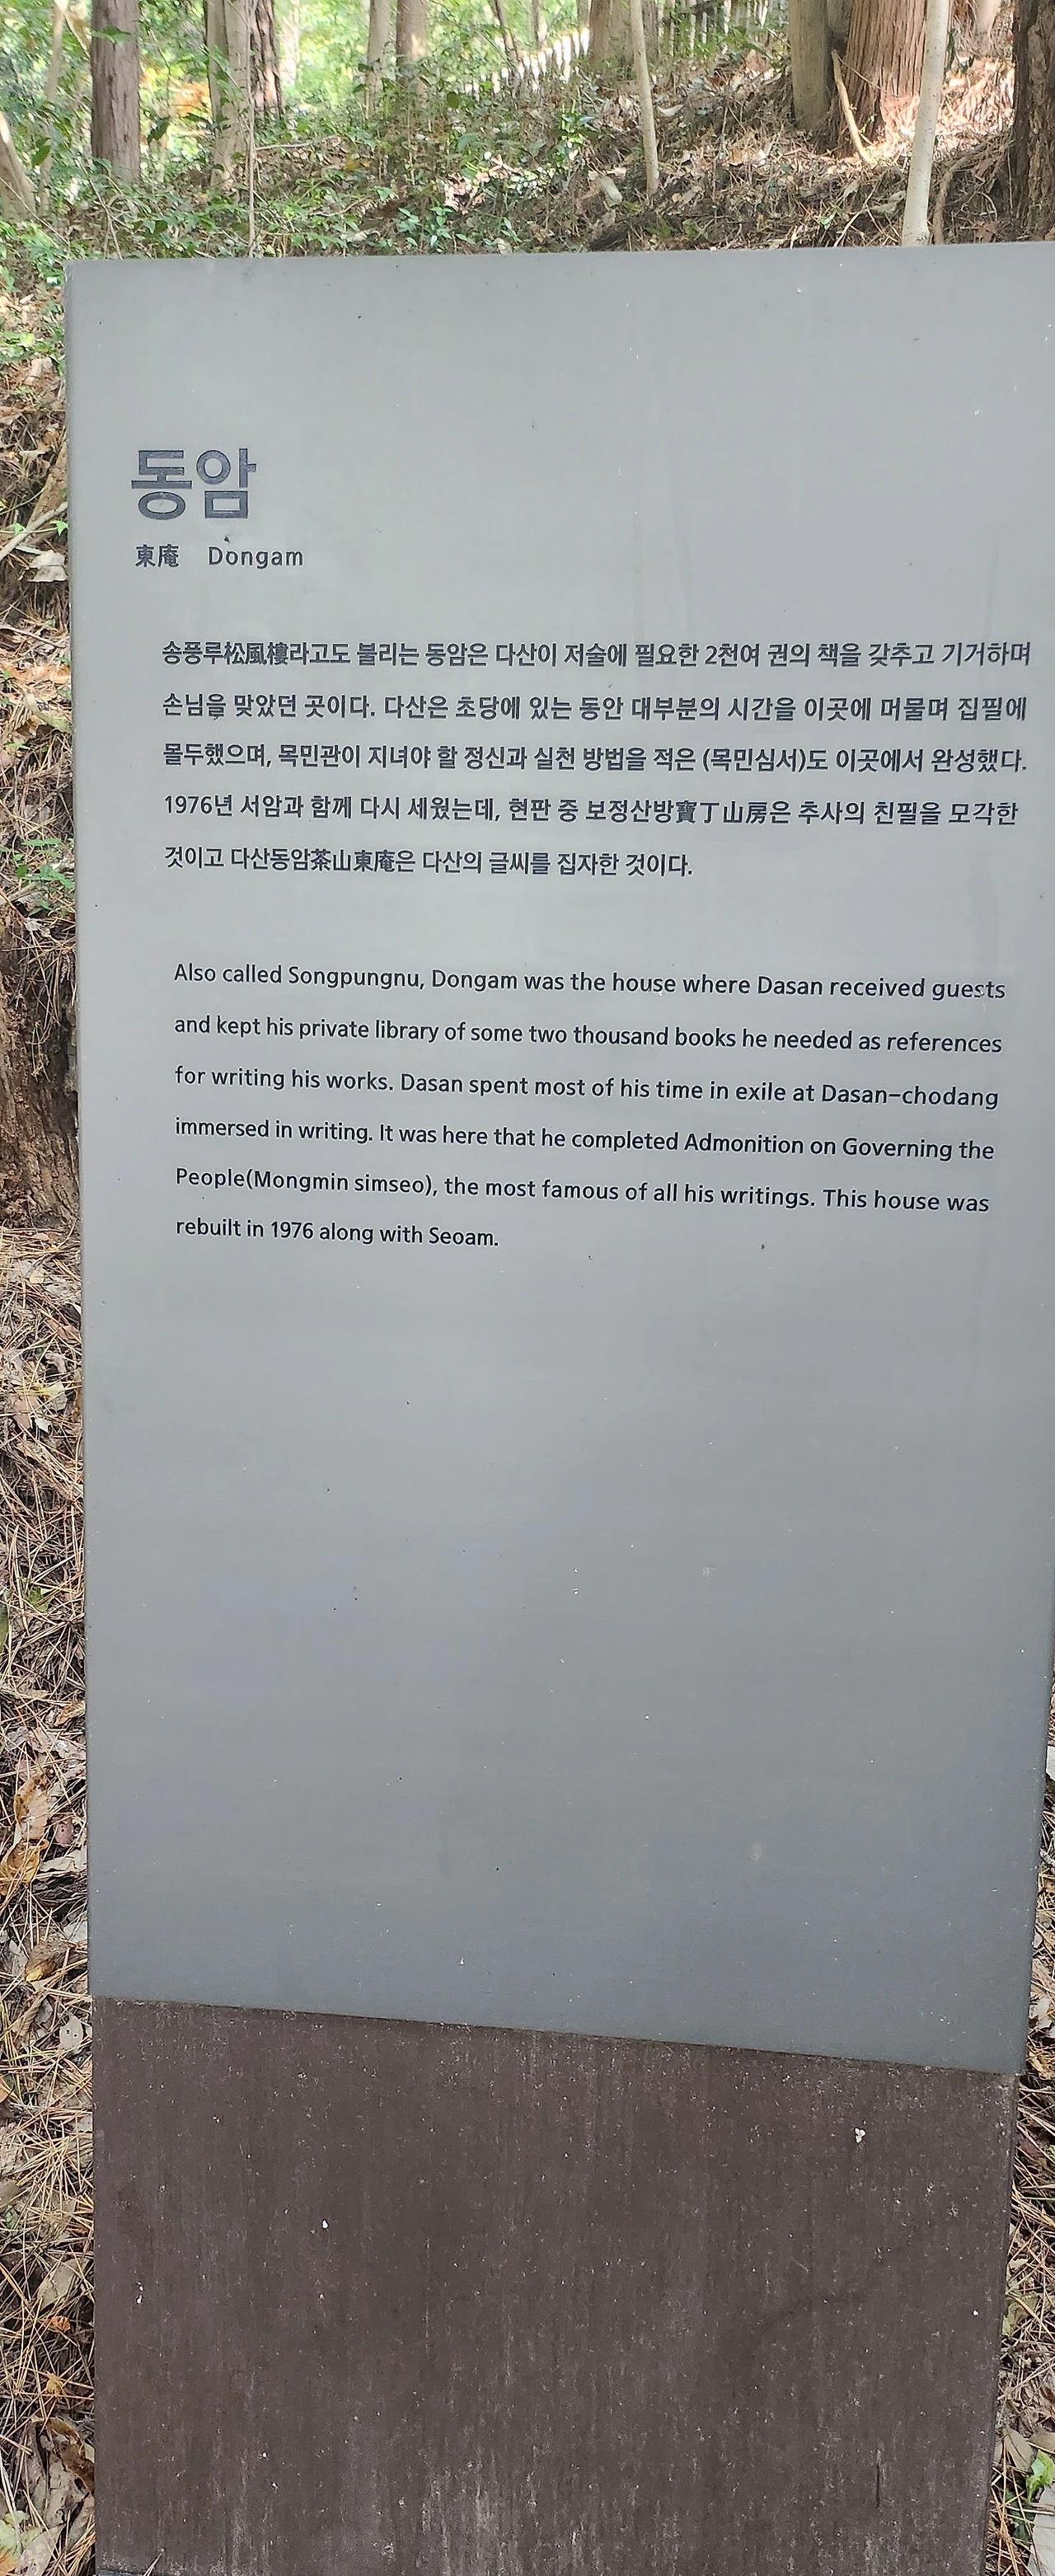 동암
東庵 Dongam
송풍루松風樓라고도 불리는 동암은 다산이 저술에 필요한 2천여 권의 책을 갖추고 기거하며
손님을 맞았던 곳이다. 다산은 초당에 있는 동안 대부분의 시간을 이곳에 머물며 집필에
몰두했으며, 목민관이 지녀야 할 정신과 실천 방법을 적은 (목민심서)도 이곳에서 완성했다.
1976년 서암과 함께 다시 세웠는데, 현판 중 보정산방寶丁山房은 추사의 친필을 모각한
것이고 다산동암茶山東庵은 다산의 글씨를 집자한 것이다.
Also called Songpungnu, Dongam was the house where Dasan received guests
and kept his private library of some two thousand books he needed as references
for writing his works. Dasan spent most of his time in exile at Dasan-chodang
immersed in writing. It was here that he completed Admonition on Governing the
People(Mongmin simseo), the most famous of all his writings. This house was
rebuilt in 1976 along with Seoam.